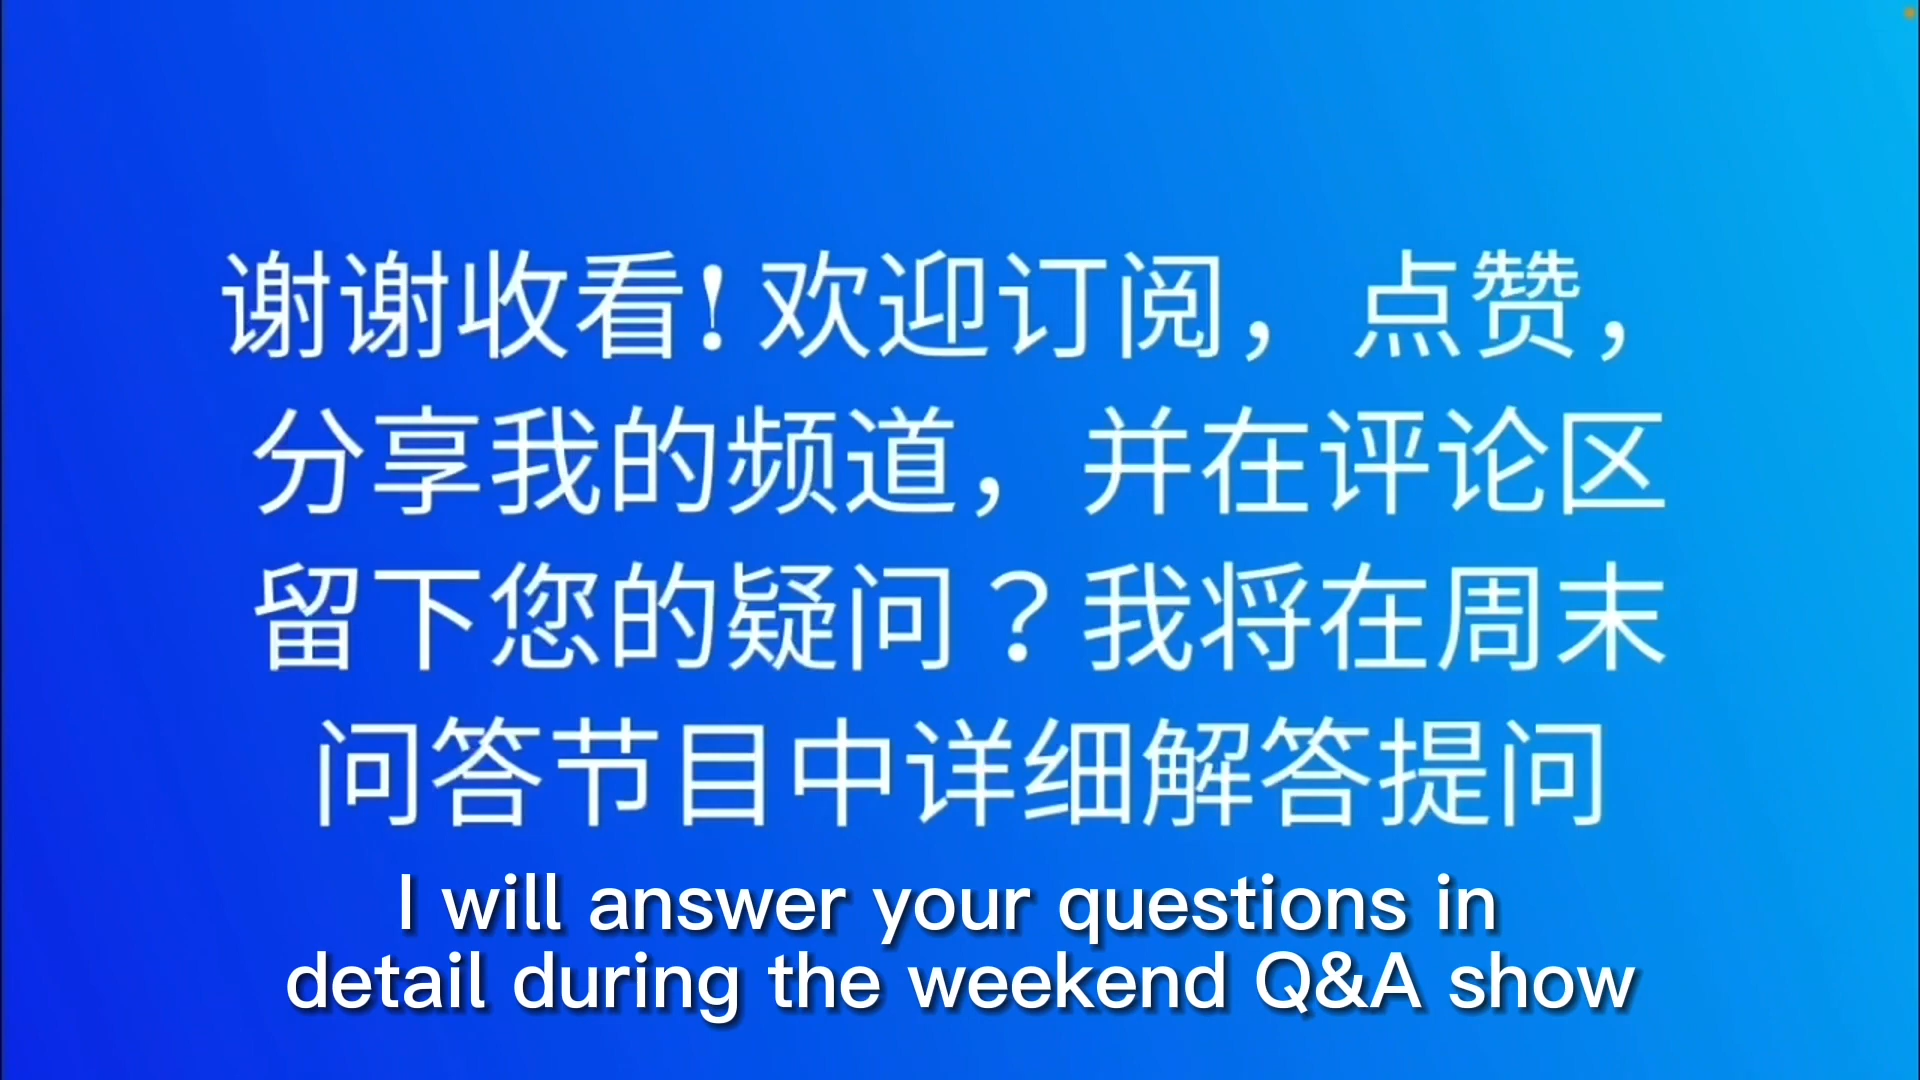 谢谢收看!欢迎订阅，点赞，
分享我的频道，并在评论区
留下您的疑问？我将在周末
问答节目中详细解答提问
I will answer your questions in
detail during the weekend Q&A show